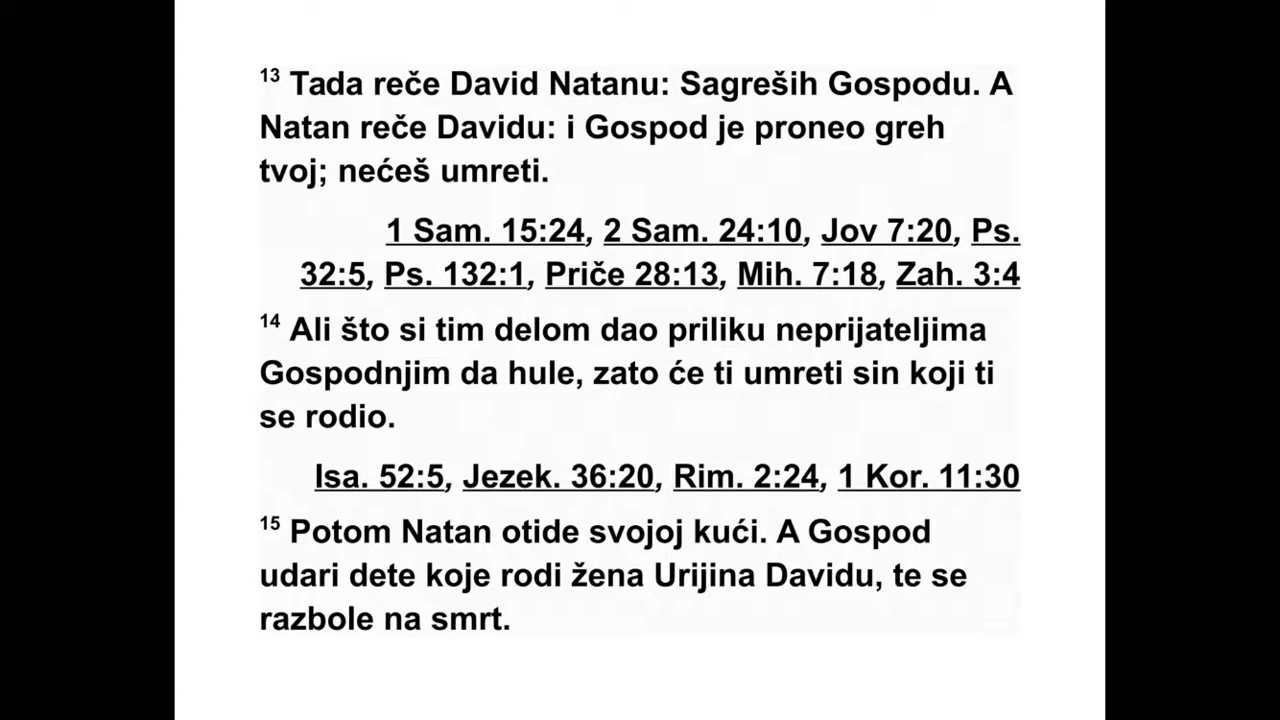 13 Tada reče David Natanu: Sagreših Gospodu. A
Natan reče Davidu: i Gospod je proneo greh
tvoj; nećeš umreti.
1 Sam. 15:24, 2 Sam. 24:10, Jov 7:20, Ps.
32:5, Ps. 132:1, Priče 28:13, Mih. 7:18, Zah. 3:4
14 Ali što si tim delom dao priliku neprijateljima
Gospodnjim da hule, zato će ti umreti sin koji ti
se rodio.
Isa. 52:5, Jezek. 36:20, Rim. 2:24, 1 Kor. 11:30
15 Potom Natan otide svojoj kući. A Gospod
udari dete koje rodi žena Urijina Davidu, te se
razbole na smrt.